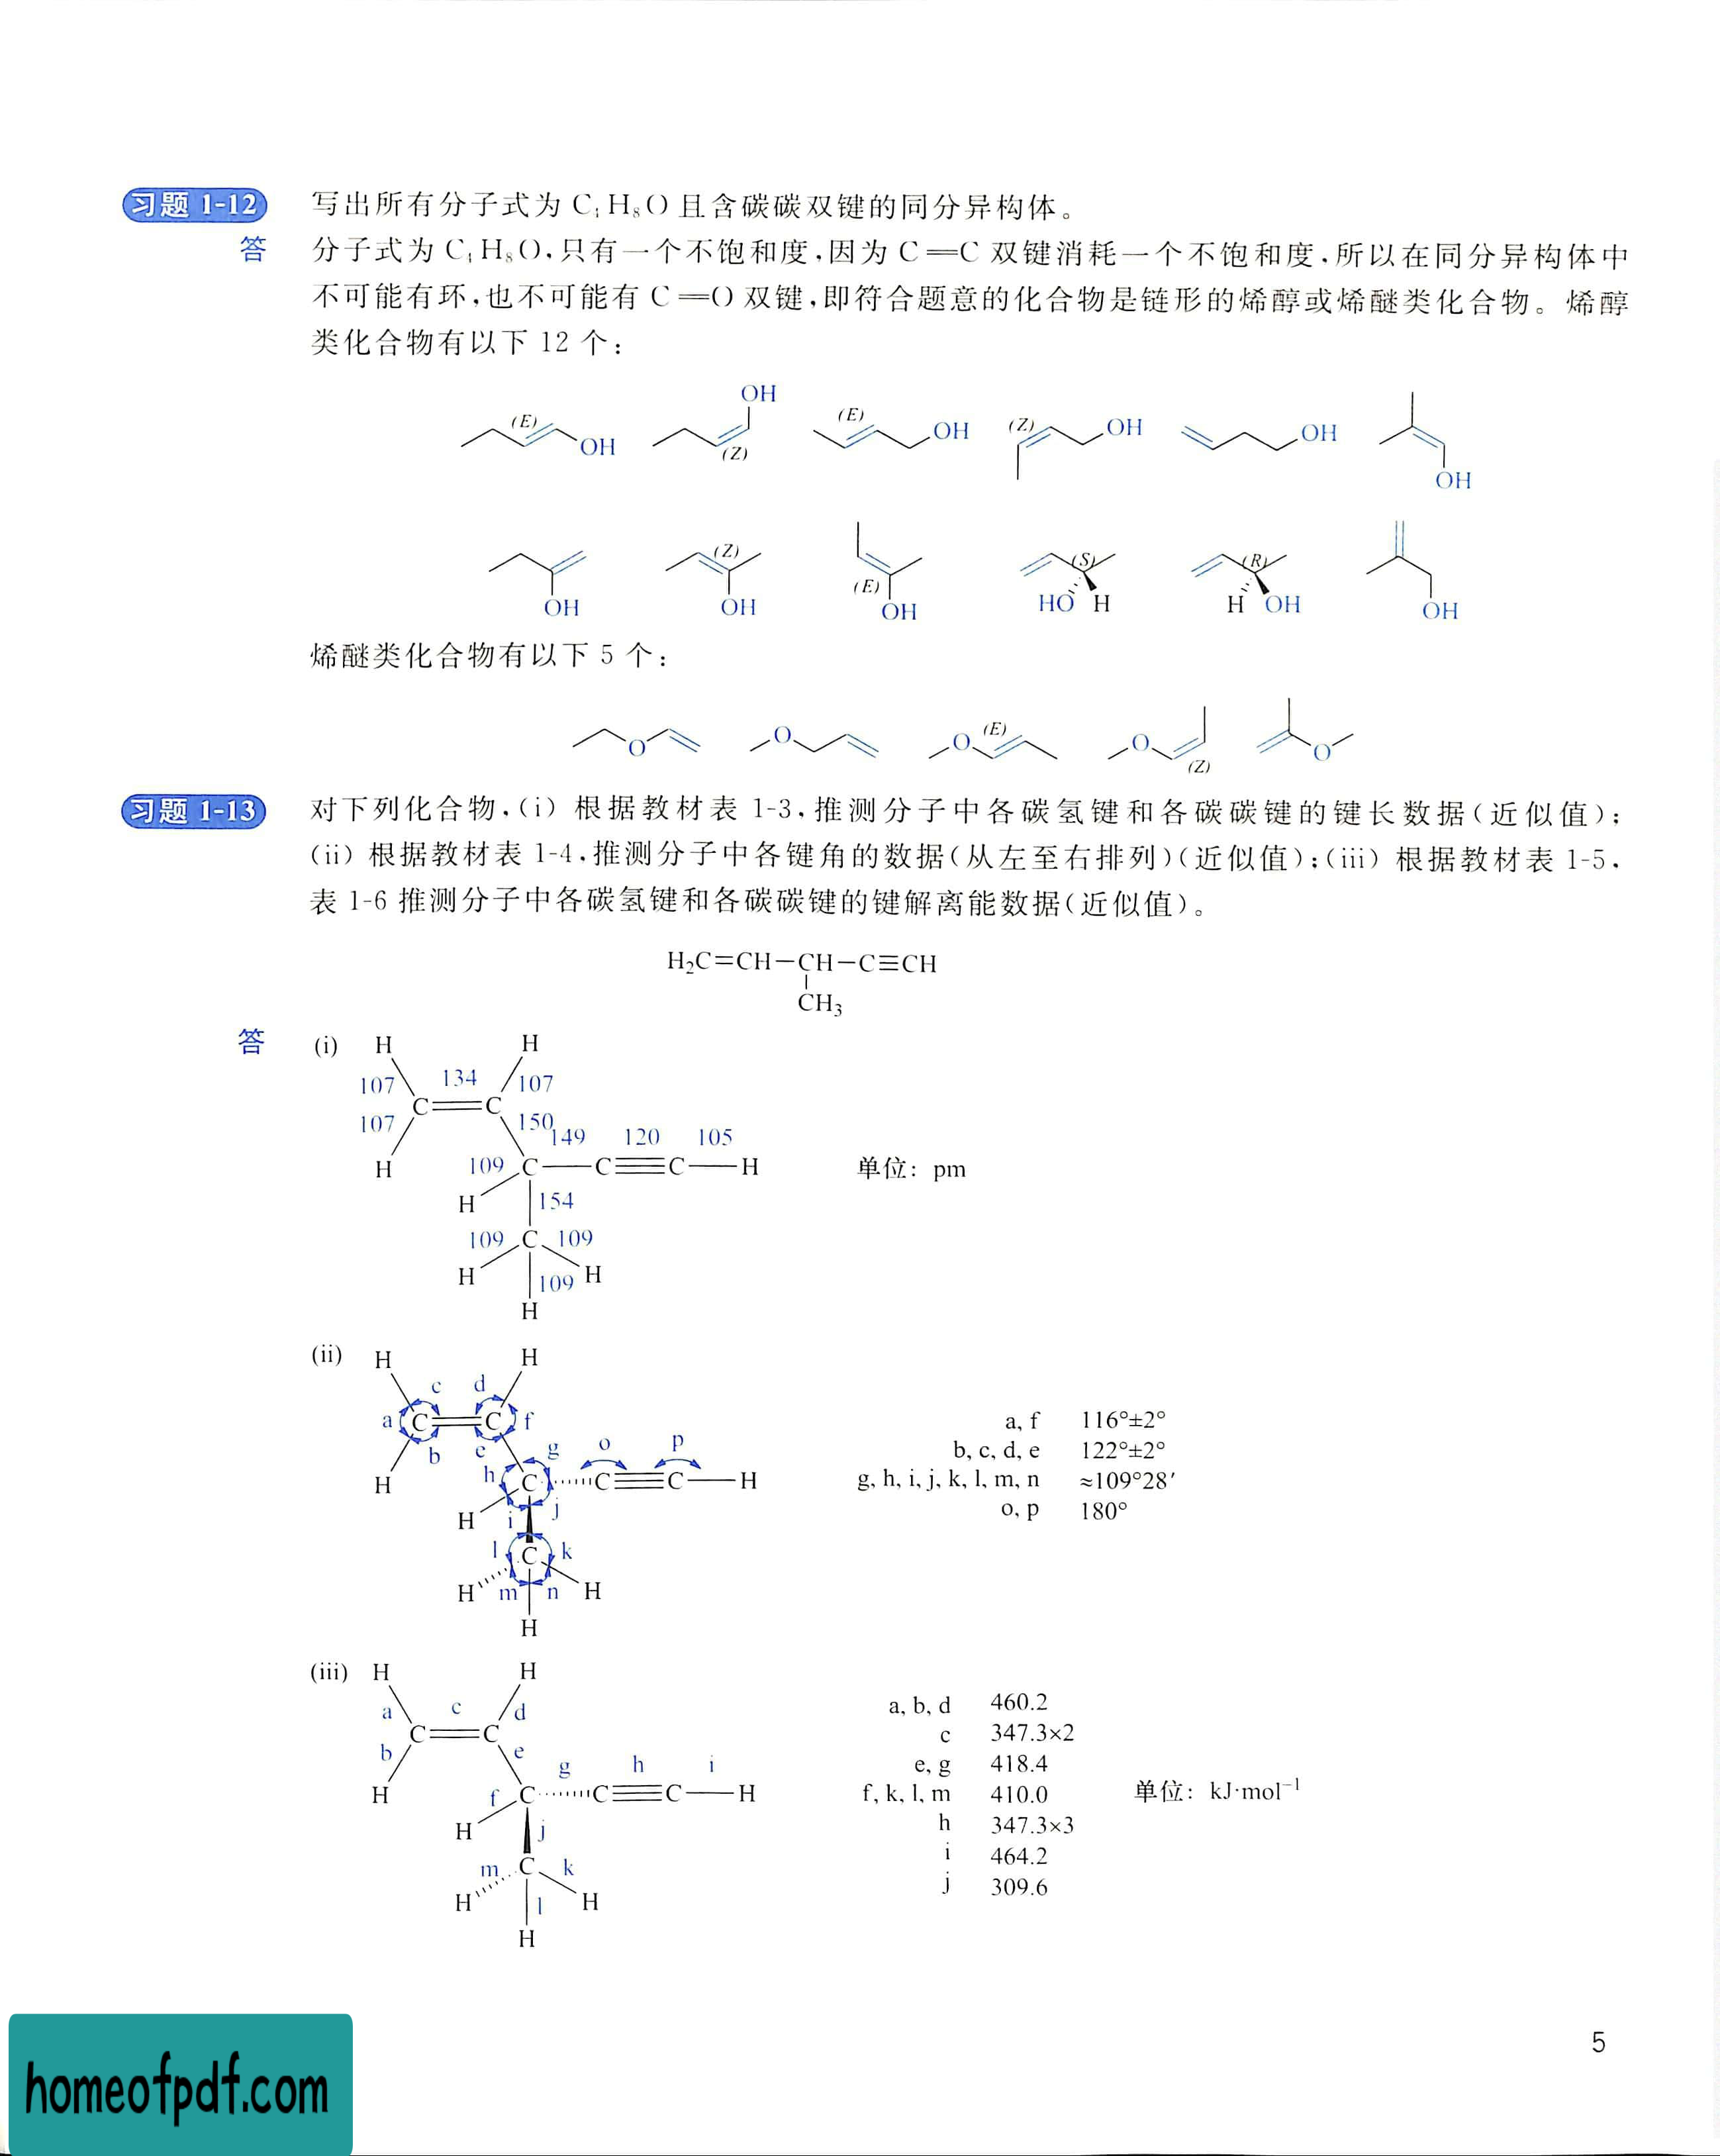 习题 1-12 写出所有分子式为 C₄H₈O 且含碳碳双键的同分异构体。
答 分子式为 C₄H₈O,只有一个不饱和度,因为 C═C 双键消耗一个不饱和度,所以在同分异构体中
不可能有环,也不可能有 C═O 双键,即符合题意的化合物是链形的烯醇或烯醚类化合物。烯醇
类化合物有以下 12 个:
(E) OH OH (Z) (E) OH (Z) OH OH OH
OH (Z) OH (E) OH (S) HO H (R) H OH OH
烯醚类化合物有以下 5 个:
O O O (E) O (Z) O
习题 1-13 对下列化合物,(i) 根据教材表 1-3,推测分子中各碳氢键和各碳碳键的键长数据(近似值);
(ii) 根据教材表 1-4,推测分子中各键角的数据(从左至右排列)(近似值);(iii) 根据教材表 1-5,
表 1-6 推测分子中各碳氢键和各碳碳键的键解离能数据(近似值)。
H₂C=CH—CH—C≡CH
CH₃
答 (i) H H
107 134 107
C C
107 150 149 120 105
H 109 C C C H 单位: pm
H 154
109 C 109
H 109 H
H
(ii) H H
c d
a C C f a, f 116°±2°
b e g o p b, c, d, e 122°±2°
H h C C C H g, h, i, j, k, l, m, n ≈109°28′
H i j o, p 180°
l C k
H m n H
H
(iii) H H
a c d a, b, d 460.2
C C c 347.3×2
b e g h i e, g 418.4
H f C C C H f, k, l, m 410.0 单位: kJ·mol⁻¹
H j h 347.3×3
i 464.2
m C k j 309.6
H l H
H
5
homeofpdf.com